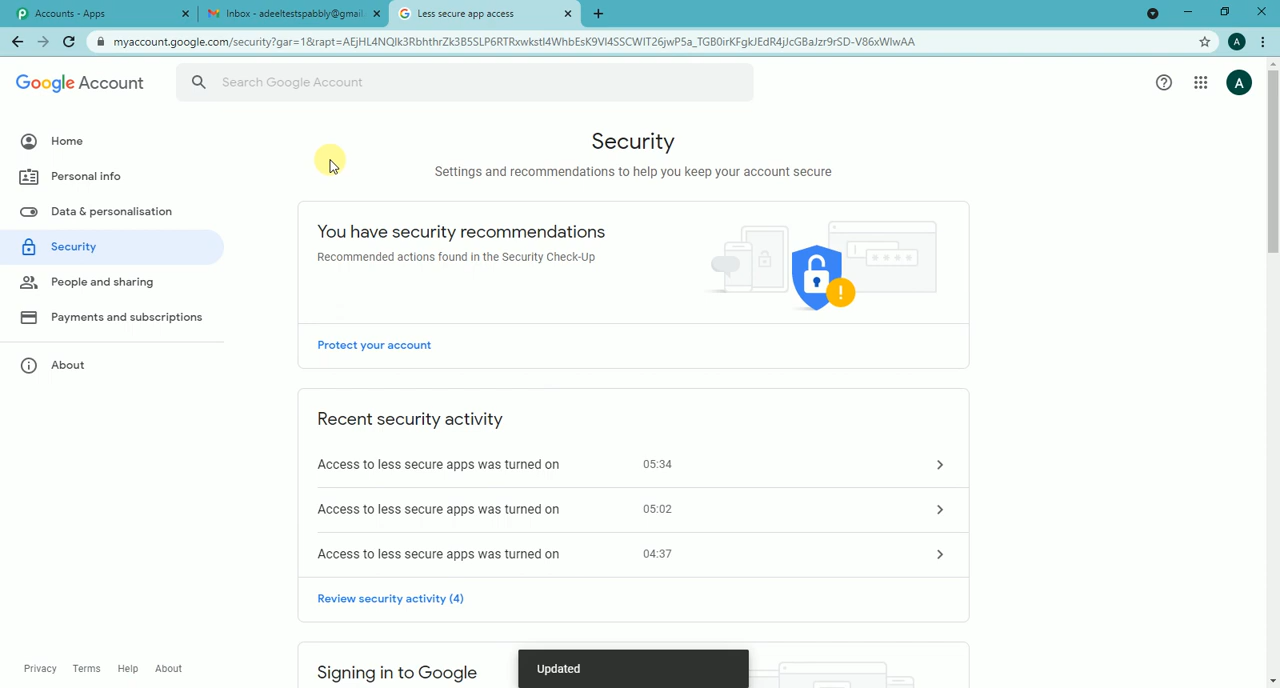 Accounts - Apps
Inbox - adeeltestspabbly@gmail
Less secure app access
myaccount.google.com/security?gar=1&rapt=AEjHL4NQIk3RbhthrZk3B5SLP6RTRxwkstl4WhbEsK9VI4SSCWIT26jwP5a_TGB0irKFgkJEdR4jJcGBaJzr9rSD-V86xWlwAA
A
Google Account
Search Google Account
A
Home
Personal info
Data & personalisation
Security
People and sharing
Payments and subscriptions
About
Security
Settings and recommendations to help you keep your account secure
You have security recommendations
Recommended actions found in the Security Check-Up
Protect your account
Recent security activity
Access to less secure apps was turned on 05:34
Access to less secure apps was turned on 05:02
Access to less secure apps was turned on 04:37
Review security activity (4)
Signing in to Google
Updated
Privacy Terms Help About